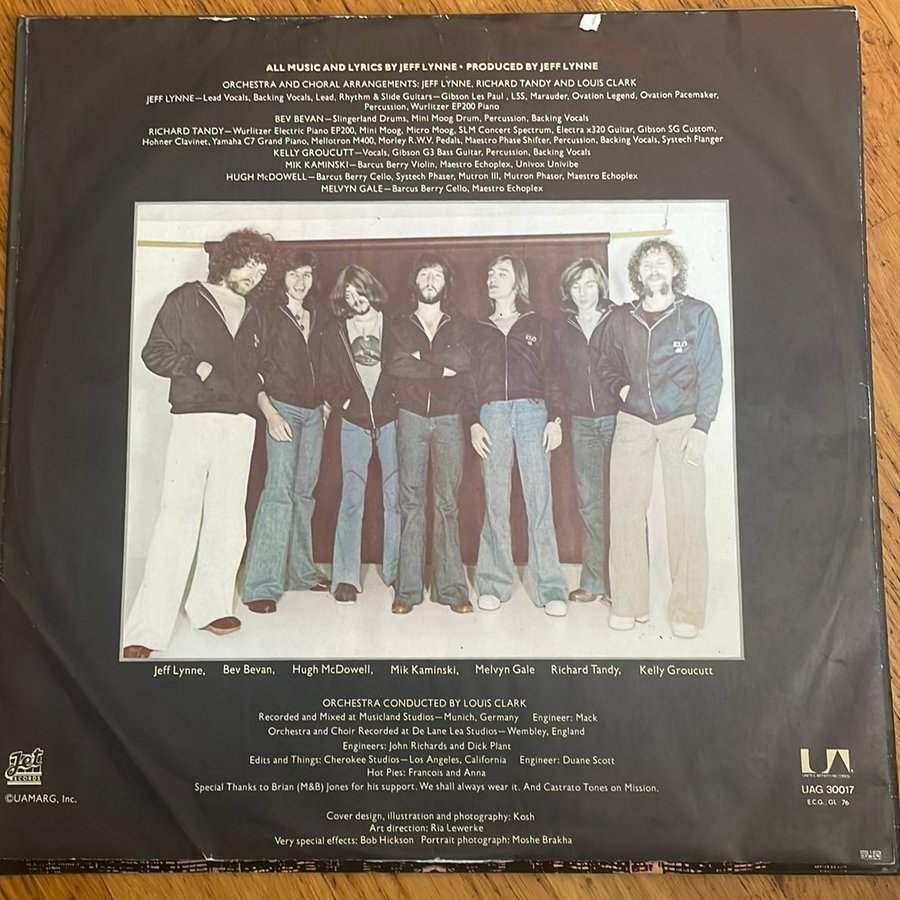 ALL MUSIC AND LYRICS BY JEFF LYNNE • PRODUCED BY JEFF LYNNE
ORCHESTRA AND CHORAL ARRANGEMENTS: JEFF LYNNE, RICHARD TANDY AND LOUIS CLARK
JEFF LYNNE—Lead Vocals, Backing Vocals, Lead, Rhythm & Slide Guitars—Gibson Les Paul, L5S, Marauder, Ovation Legend, Ovation Pacemaker,
Percussion, Wurlitzer EP200 Piano
BEV BEVAN—Slingerland Drums, Mini Moog Drum, Percussion, Backing Vocals
RICHARD TANDY—Wurlitzer Electric Piano EP200, Mini Moog, Micro Moog, SLM Concert Spectrum, Electra x320 Guitar, Gibson SG Custom,
Hohner Clavinet, Yamaha C7 Grand Piano, Mellotron M400, Morley R.W.V. Pedals, Maestro Phase Shifter, Percussion, Backing Vocals, Systech Flanger
KELLY GROUCUTT—Vocals, Gibson G3 Bass Guitar, Percussion, Backing Vocals
MIK KAMINSKI—Barcus Berry Violin, Maestro Echoplex, Univox Univibe
HUGH McDOWELL—Barcus Berry Cello, Systech Phaser, Mutron III, Mutron Phasor, Maestro Echoplex
MELVYN GALE—Barcus Berry Cello, Maestro Echoplex
ELO
ELO
Jeff Lynne, Bev Bevan, Hugh McDowell, Mik Kaminski, Melvyn Gale Richard Tandy, Kelly Groucutt
ORCHESTRA CONDUCTED BY LOUIS CLARK
Recorded and Mixed at Musicland Studios—Munich, Germany Engineer: Mack
Orchestra and Choir Recorded at De Lane Lea Studios—Wembley, England
Engineers: John Richards and Dick Plant
Edits and Things: Cherokee Studios—Los Angeles, California Engineer: Duane Scott
Hot Pies: Francois and Anna
Special Thanks to Brian (M&B) Jones for his support. We shall always wear it. And Castrato Tones on Mission.
Cover design, illustration and photography: Kosh
Art direction: Ria Lewerke
Very special effects: Bob Hickson Portrait photograph: Moshe Brakha
Jet
RECORDS
©UAMARG, Inc.
UA
UNITED ARTISTS RECORDS
UAG 30017
E.C.G. GL 76